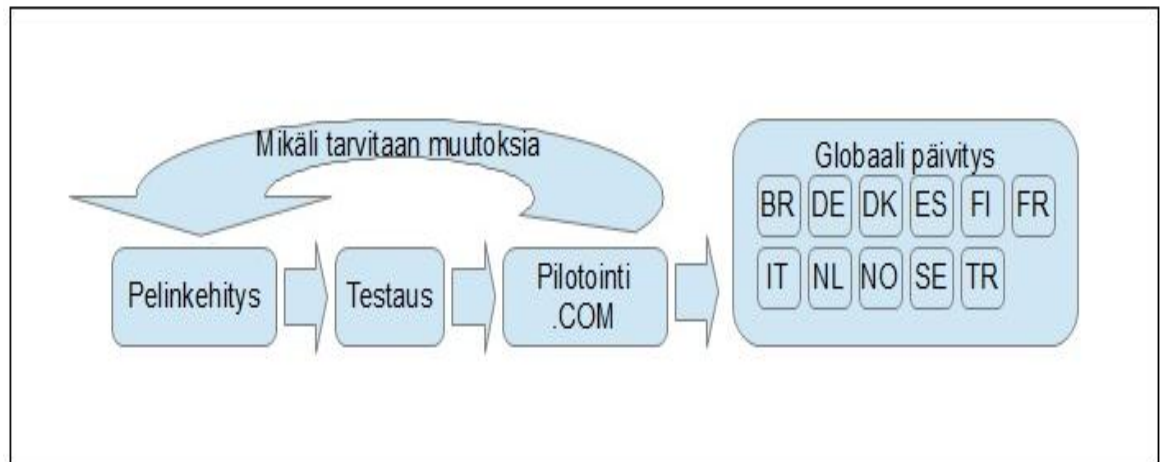 Mikäli tarvitaan muutoksia
Pelinkehitys
Testaus
Pilotointi
.COM
Globaali päivitys
BR DE DK ES FI FR
IT NL NO SE TR